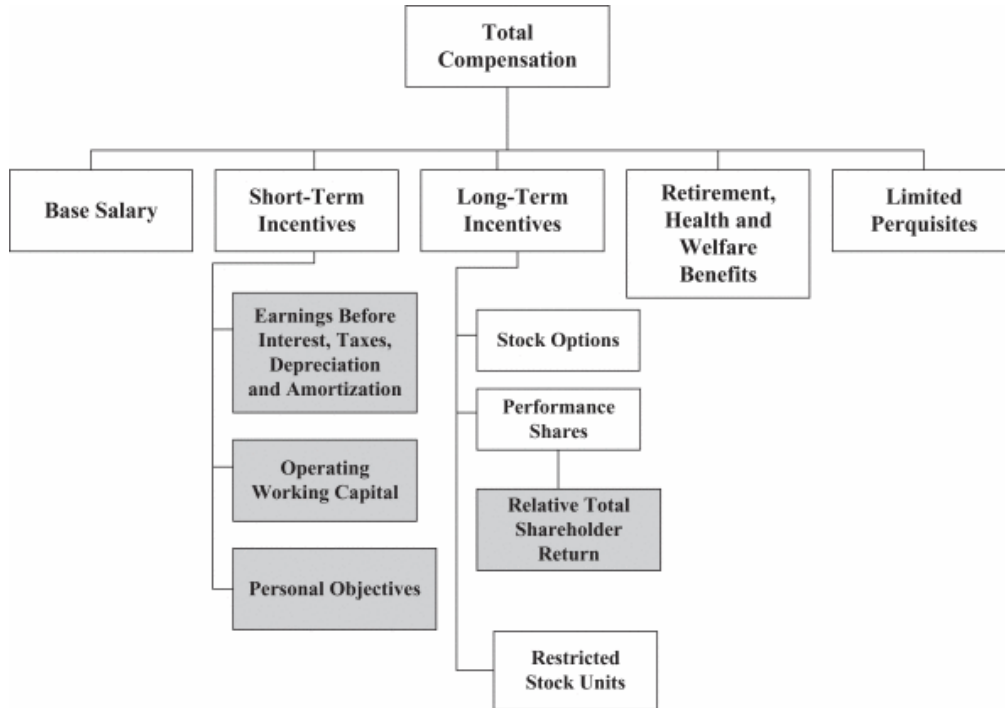 Total
Compensation
Base Salary
Short-Term
Incentives
Long-Term
Incentives
Retirement,
Health and
Welfare
Benefits
Limited
Perquisites
Earnings Before
Interest, Taxes,
Depreciation
and Amortization
Operating
Working Capital
Personal Objectives
Stock Options
Performance
Shares
Relative Total
Shareholder
Return
Restricted
Stock Units